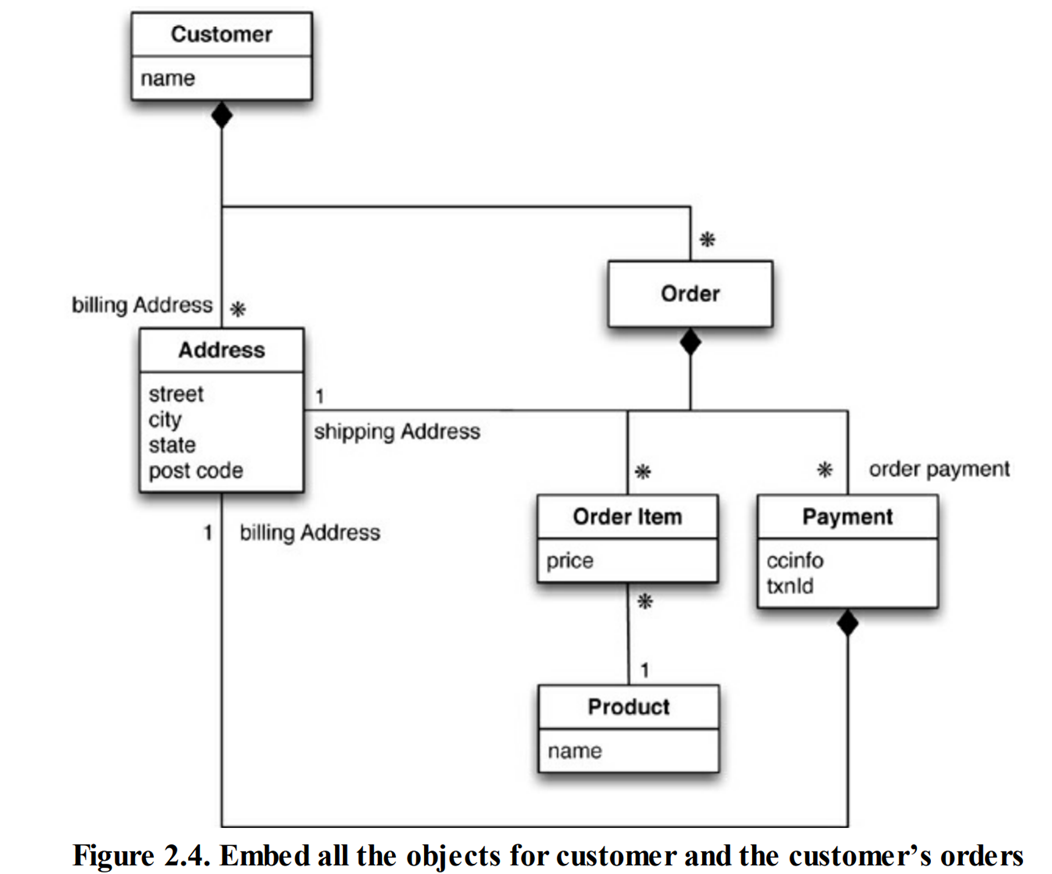 Customer
name
*
Order
billing Address *
Address
street
city
state
post code
1
shipping Address
*
* order payment
Order Item
price
Payment
ccinfo
txnId
1 billing Address
*
1
Product
name
Figure 2.4. Embed all the objects for customer and the customer’s orders